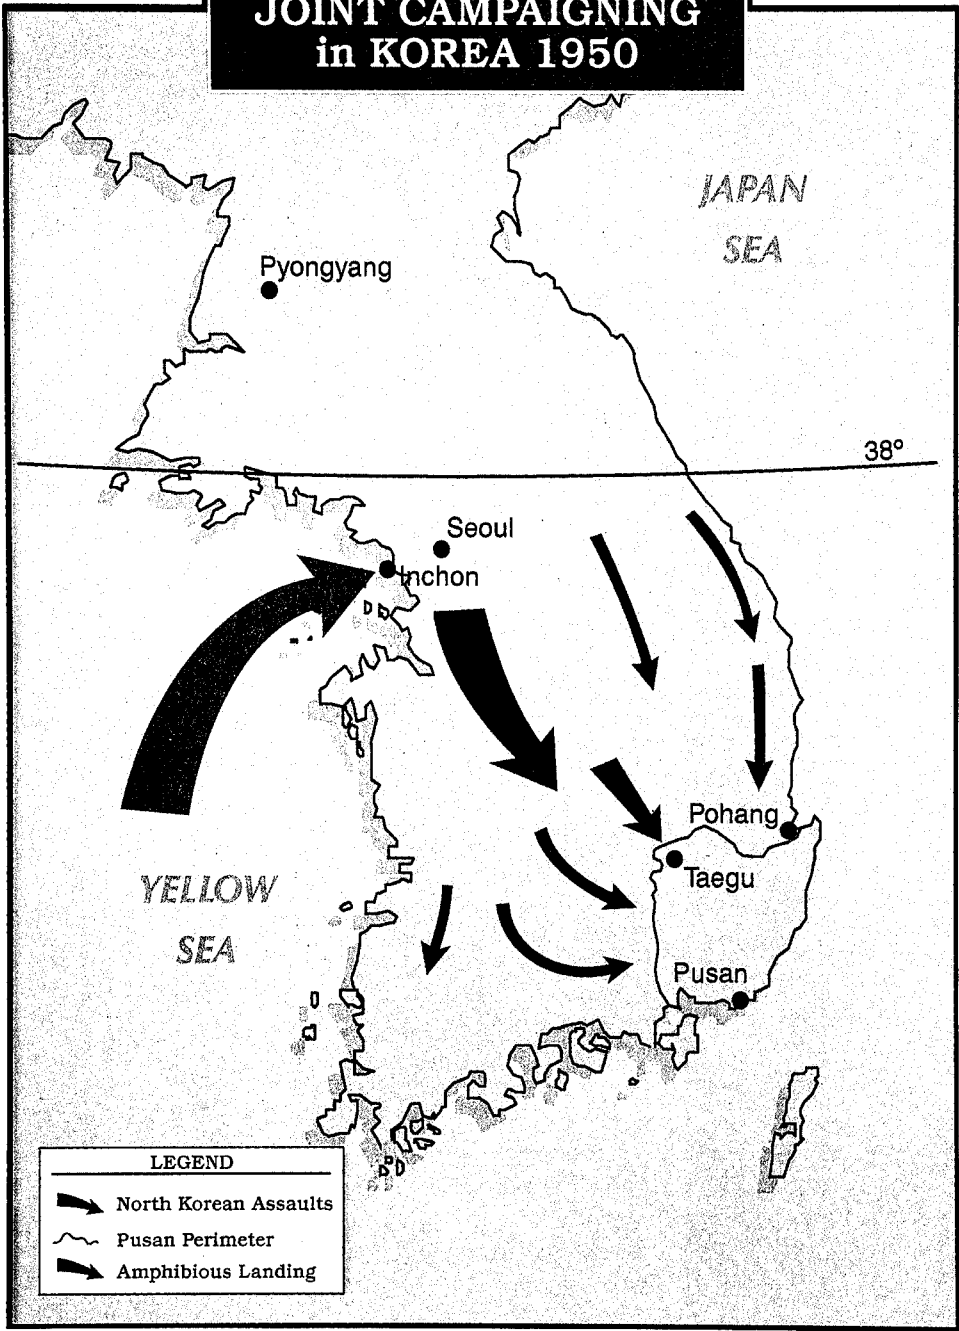 JOINT CAMPAIGNING
in KOREA 1950
JAPAN
SEA
Pyongyang
38°
Seoul
Inchon
Pohang
Taegu
YELLOW
SEA
Pusan
LEGEND
North Korean Assaults
Pusan Perimeter
Amphibious Landing